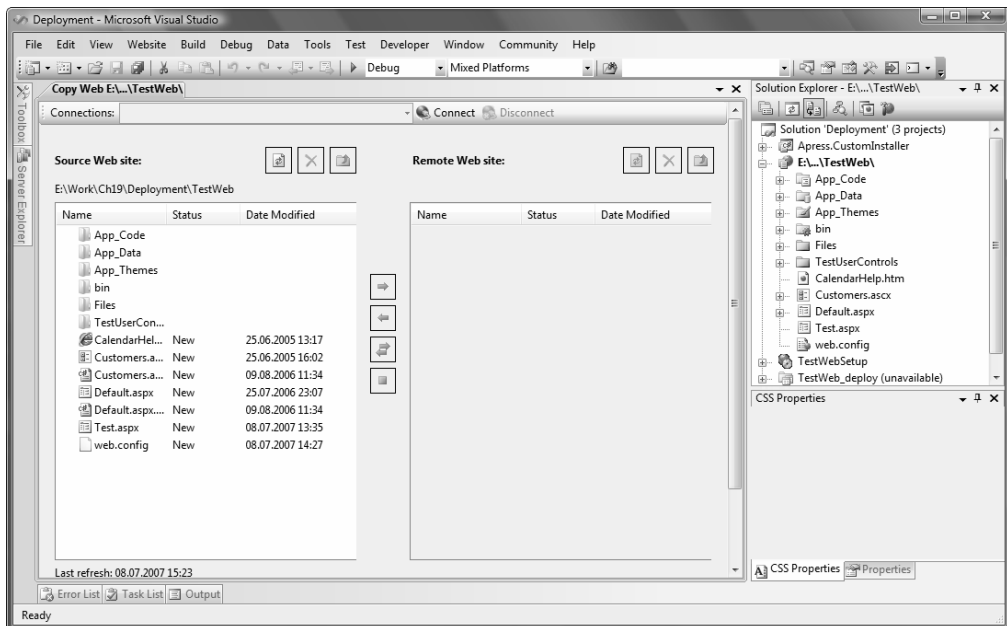 Deployment - Microsoft Visual Studio
File Edit View Website Build Debug Data Tools Test Developer Window Community Help
Debug Mixed Platforms
Toolbox
Server Explorer
Copy Web E:\...\TestWeb\
Connections: Connect Disconnect
Source Web site: Remote Web site:
E:\Work\Ch19\Deployment\TestWeb
Name Status Date Modified Name Status Date Modified
App_Code
App_Data
App_Themes
bin
Files
TestUserCon...
CalendarHel... New 25.06.2005 13:17
Customers.a... New 25.06.2005 16:02
Customers.a... New 09.08.2006 11:34
Default.aspx New 25.07.2006 23:07
Default.aspx.... New 09.08.2006 11:34
Test.aspx New 08.07.2007 13:35
web.config New 08.07.2007 14:27
Last refresh: 08.07.2007 15:23
Solution Explorer - E:\...\TestWeb\
Solution 'Deployment' (3 projects)
Apress.CustomInstaller
E:\...\TestWeb\
App_Code
App_Data
App_Themes
bin
Files
TestUserControls
CalendarHelp.htm
Customers.ascx
Default.aspx
Test.aspx
web.config
TestWebSetup
TestWeb_deploy (unavailable)
CSS Properties
CSS Properties Properties
Error List Task List Output
Ready